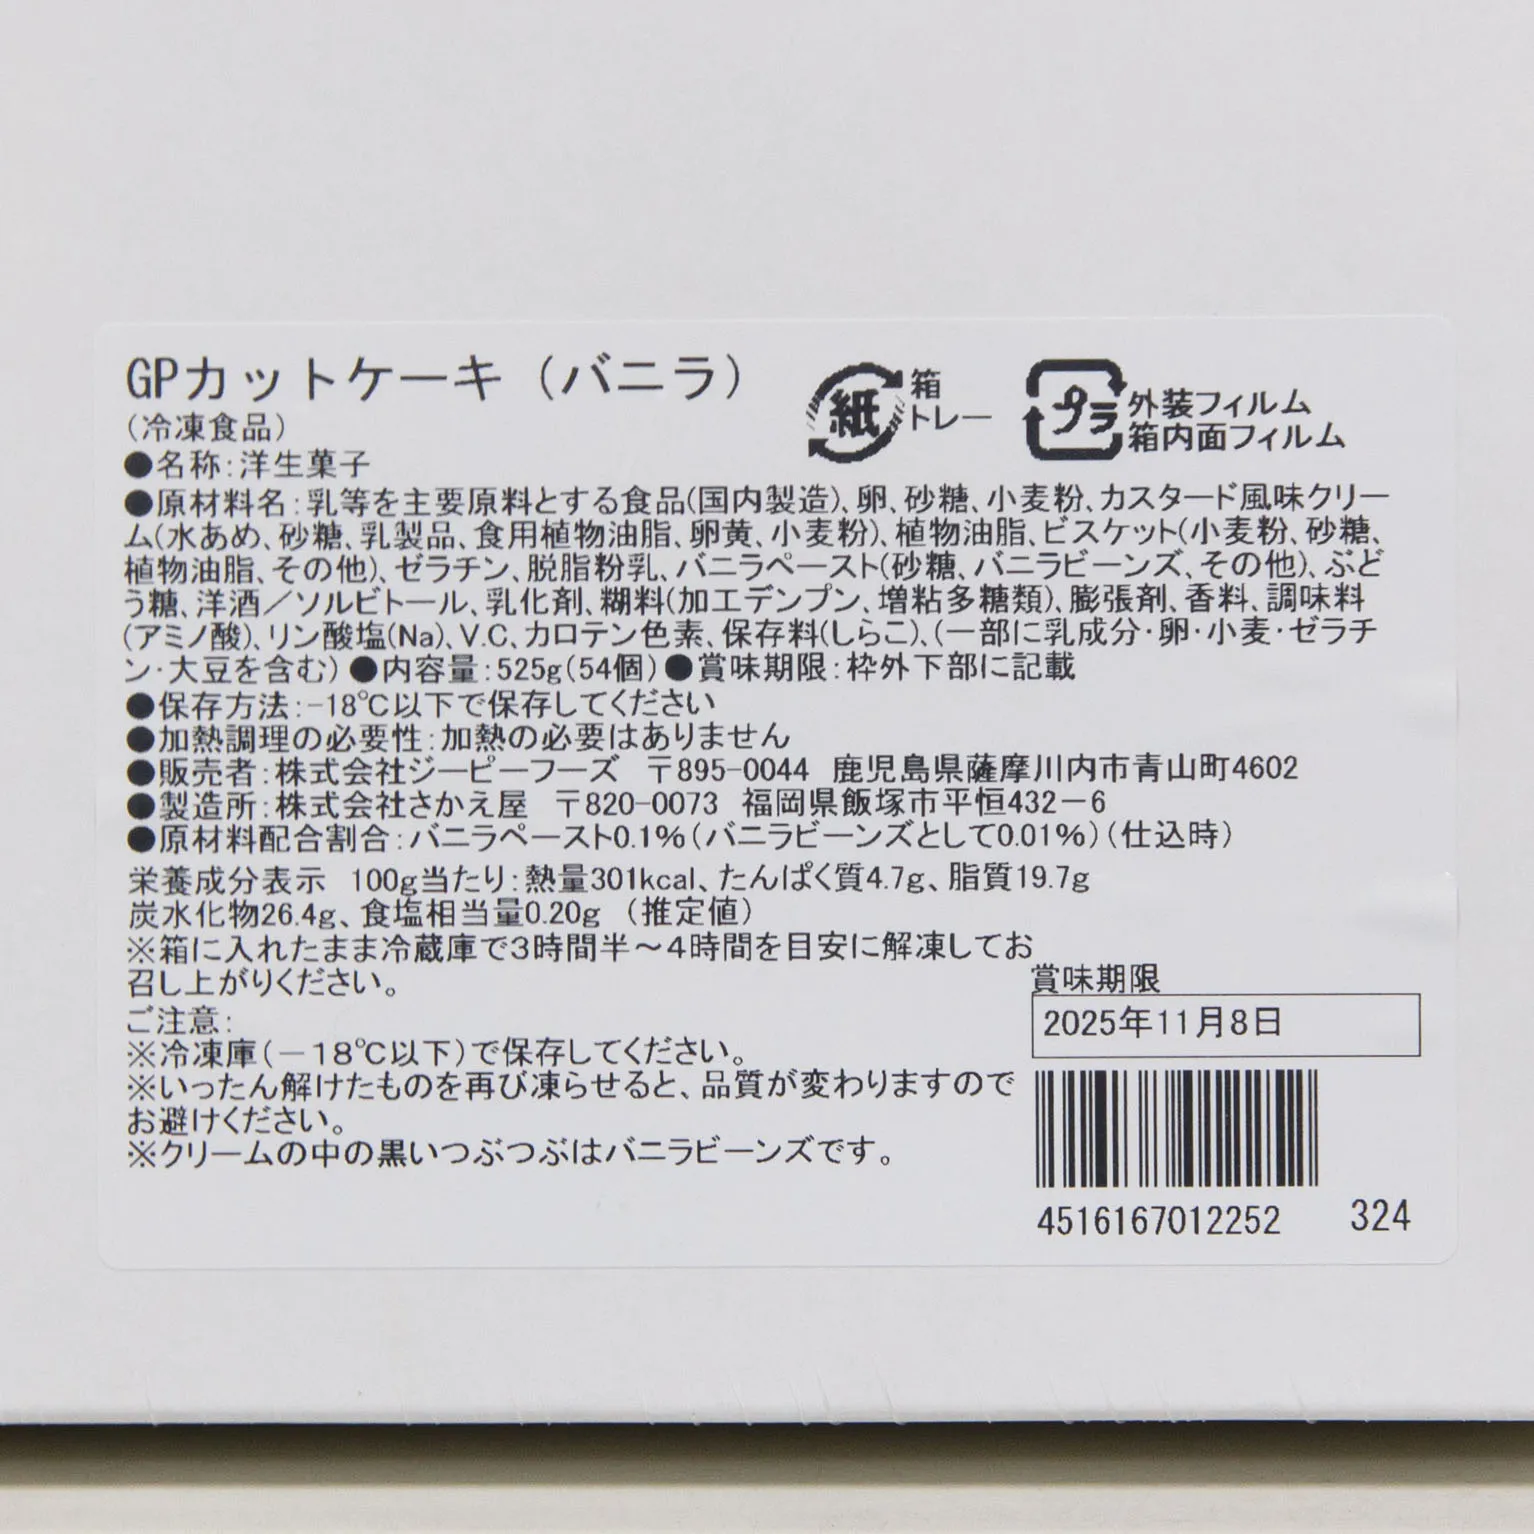 GPカットケーキ（バニラ）
（冷凍食品）
紙
箱
トレー
プラ
外装フィルム
箱内面フィルム
●名称:洋生菓子
●原材料名:乳等を主要原料とする食品(国内製造)、卵、砂糖、小麦粉、カスタード風味クリー
ム(水あめ、砂糖、乳製品、食用植物油脂、卵黄、小麦粉)、植物油脂、ビスケット(小麦粉、砂糖、
植物油脂、その他)、ゼラチン、脱脂粉乳、バニラペースト(砂糖、バニラビーンズ、その他)、ぶど
う糖、洋酒／ソルビトール、乳化剤、糊料(加工デンプン、増粘多糖類)、膨張剤、香料、調味料
(アミノ酸)、リン酸塩(Na)、V.C、カロテン色素、保存料(しらこ)、(一部に乳成分・卵・小麦・ゼラチ
ン・大豆を含む) ●内容量:525g(54個) ●賞味期限:枠外下部に記載
●保存方法:-18℃以下で保存してください
●加熱調理の必要性:加熱の必要はありません
●販売者:株式会社ジーピーフーズ 〒895-0044 鹿児島県薩摩川内市青山町4602
●製造所:株式会社さかえ屋 〒820-0073 福岡県飯塚市平恒432－6
●原材料配合割合:バニラペースト0.1%(バニラビーンズとして0.01%)(仕込時)
栄養成分表示 100g当たり:熱量301kcal、たんぱく質4.7g、脂質19.7g
炭水化物26.4g、食塩相当量0.20g （推定値）
※箱に入れたまま冷蔵庫で3時間半～4時間を目安に解凍してお
召し上がりください。
ご注意:
※冷凍庫(－18℃以下)で保存してください。
※いったん解けたものを再び凍らせると、品質が変わりますので
お避けください。
※クリームの中の黒いつぶつぶはバニラビーンズです。
賞味期限
2025年11月8日
4516167012252 324